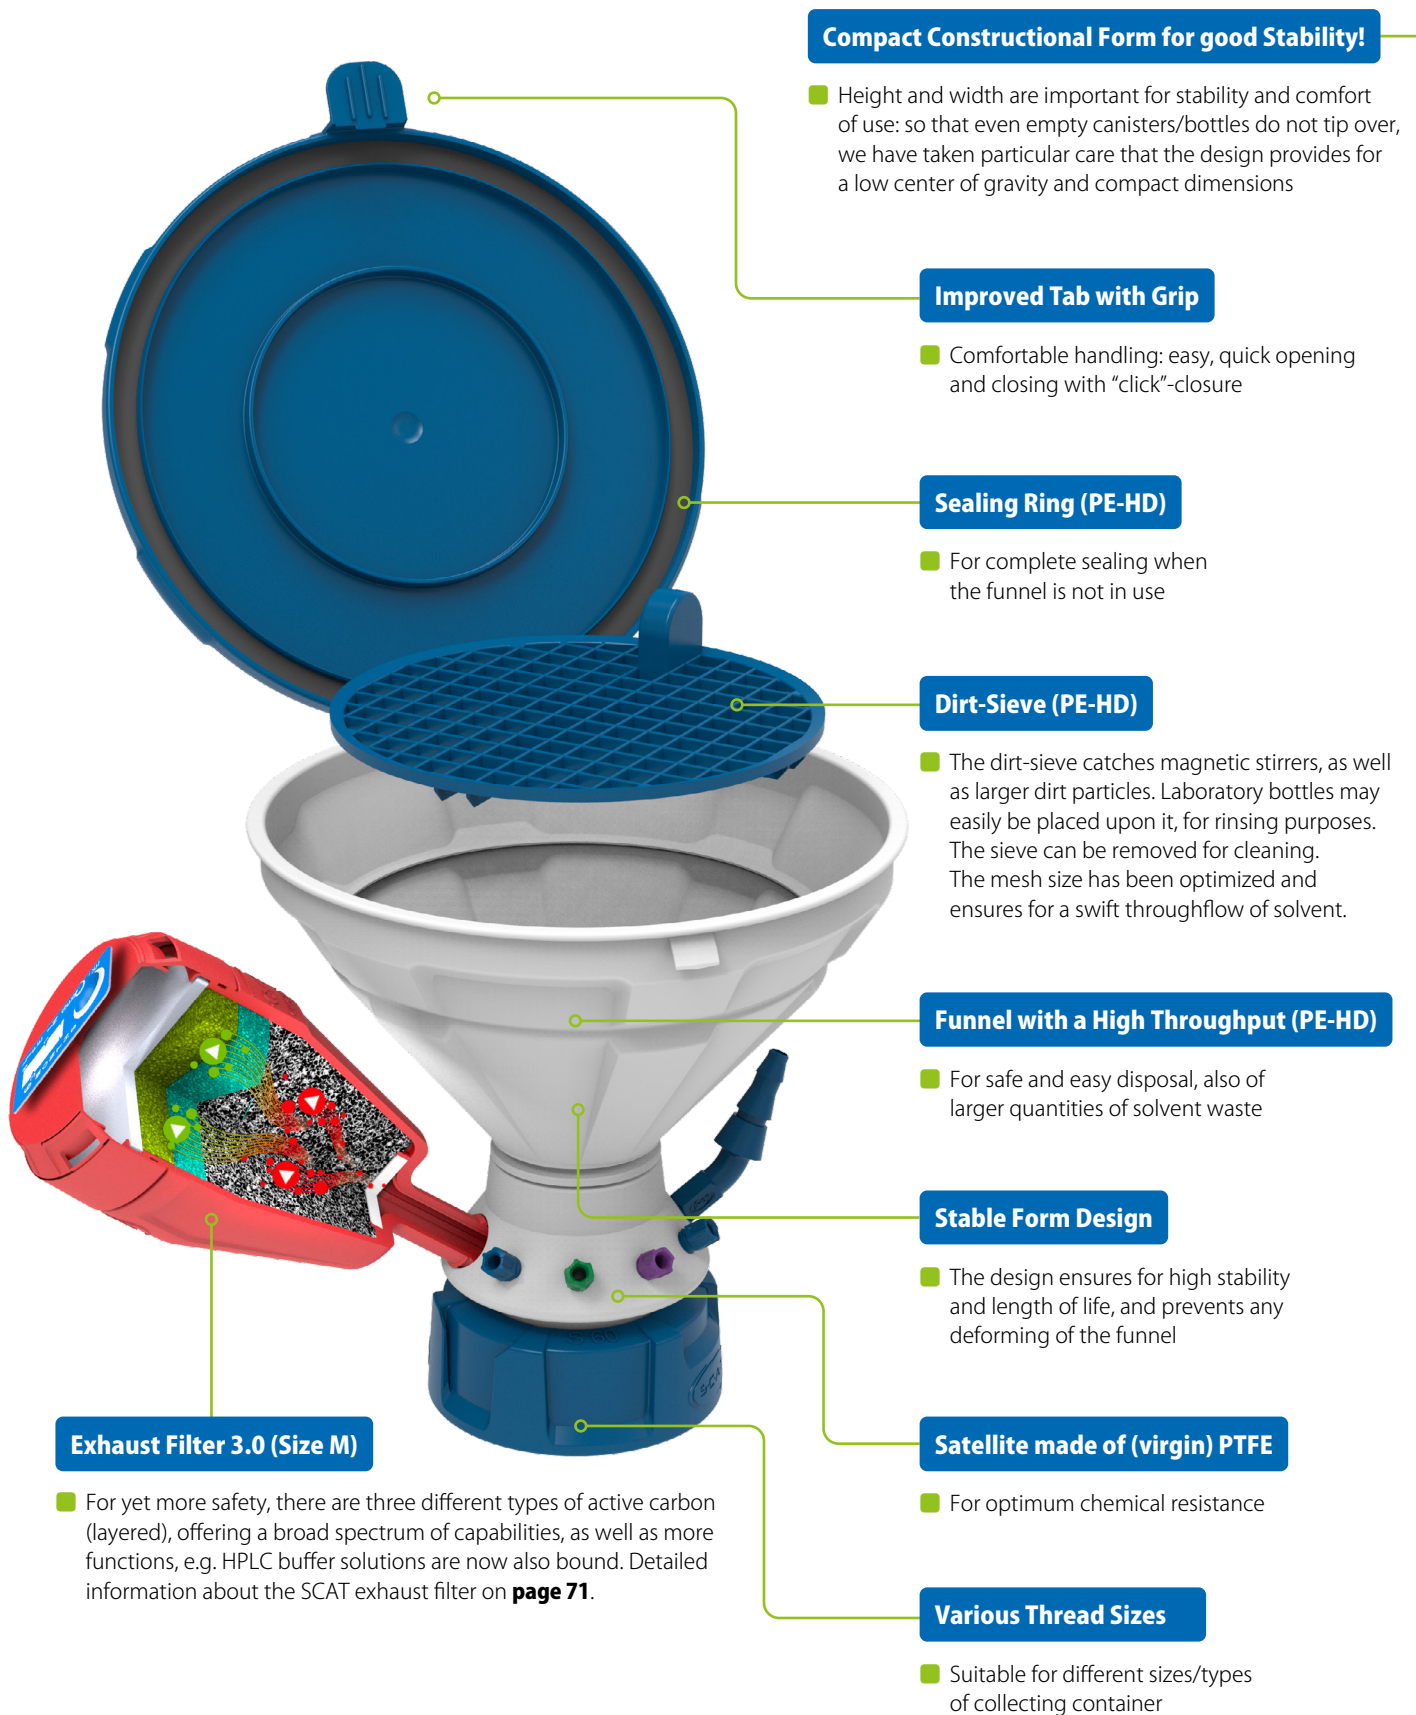 Compact Constructional Form for good Stability!
Height and width are important for stability and comfort
of use: so that even empty canisters/bottles do not tip over,
we have taken particular care that the design provides for
a low center of gravity and compact dimensions
Improved Tab with Grip
Comfortable handling: easy, quick opening
and closing with “click”-closure
Sealing Ring (PE-HD)
For complete sealing when
the funnel is not in use
Dirt-Sieve (PE-HD)
The dirt-sieve catches magnetic stirrers, as well
as larger dirt particles. Laboratory bottles may
easily be placed upon it, for rinsing purposes.
The sieve can be removed for cleaning.
The mesh size has been optimized and
ensures for a swift throughflow of solvent.
Funnel with a High Throughput (PE-HD)
For safe and easy disposal, also of
larger quantities of solvent waste
Stable Form Design
The design ensures for high stability
and length of life, and prevents any
deforming of the funnel
S 60
Exhaust Filter 3.0 (Size M)
For yet more safety, there are three different types of active carbon
(layered), offering a broad spectrum of capabilities, as well as more
functions, e.g. HPLC buffer solutions are now also bound. Detailed
information about the SCAT exhaust filter on page 71.
Satellite made of (virgin) PTFE
For optimum chemical resistance
Various Thread Sizes
Suitable for different sizes/types
of collecting container